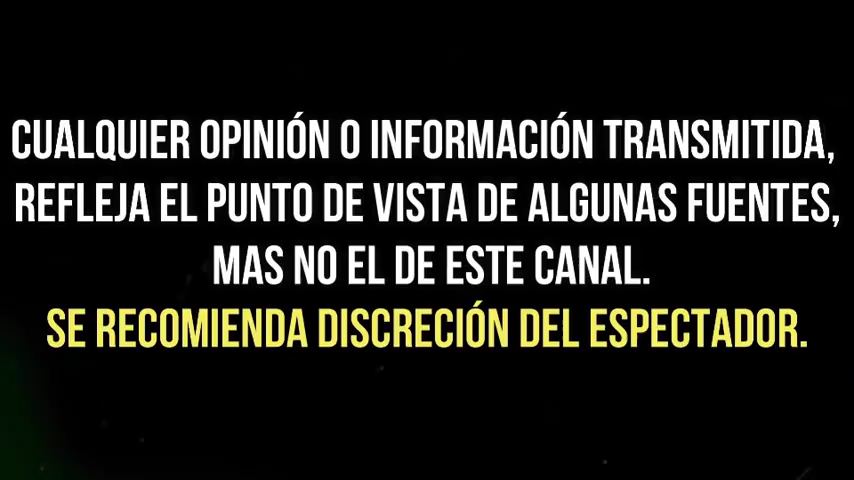 CUALQUIER OPINIÓN O INFORMACIÓN TRANSMITIDA,
REFLEJA EL PUNTO DE VISTA DE ALGUNAS FUENTES,
MAS NO EL DE ESTE CANAL.
SE RECOMIENDA DISCRECIÓN DEL ESPECTADOR.